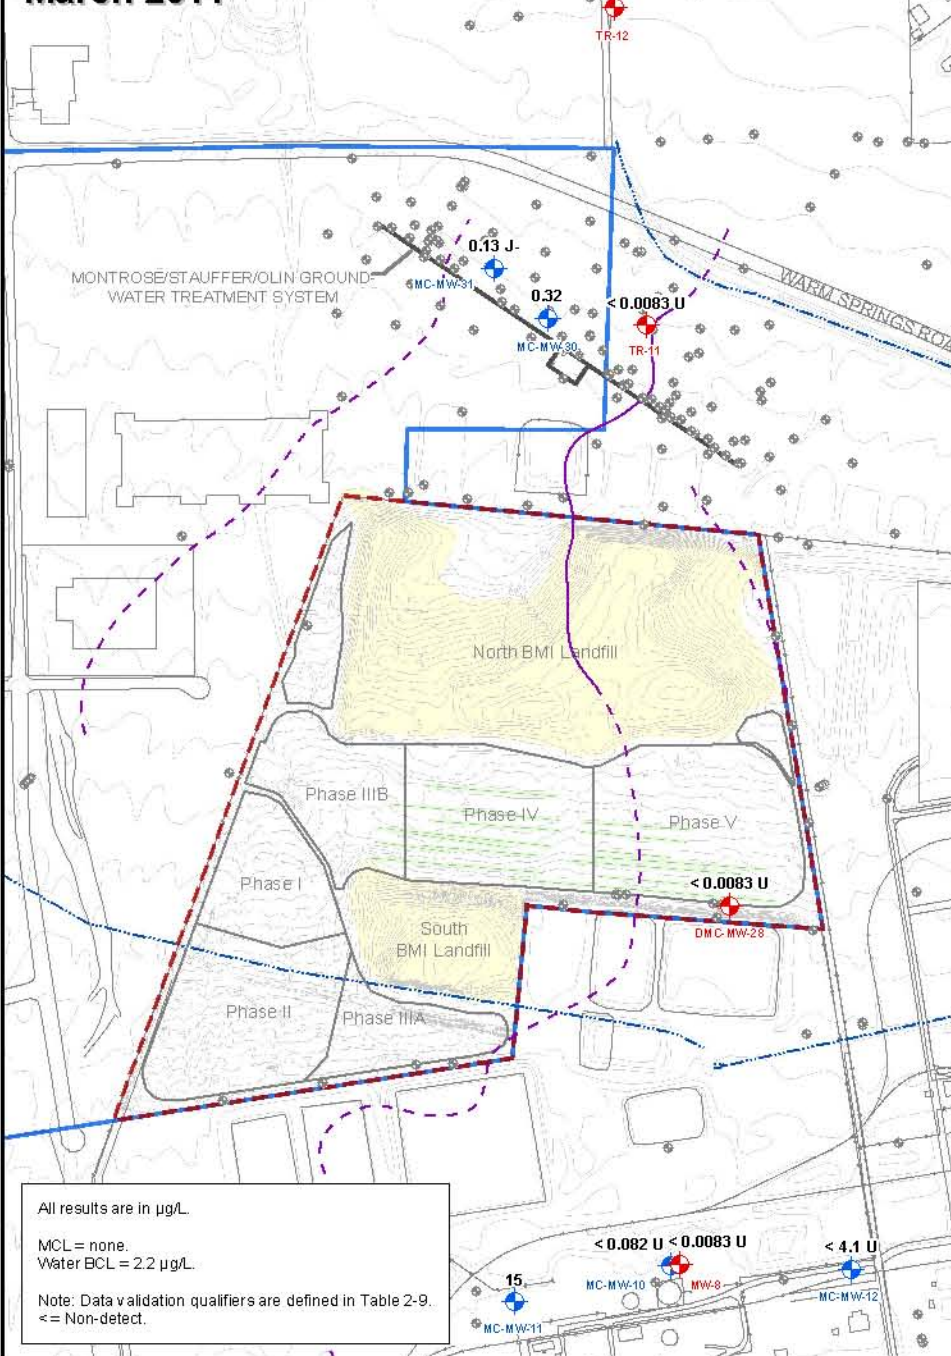 March 2011
TR-12
MONTROSE/STAUFFER/OLIN GROUND-
WATER TREATMENT SYSTEM
0.13 J-
MC-MW-31
0.32
MC-MW-30
< 0.0083 U
TR-11
WARM SPRINGS ROA
North BMI Landfill
Phase IIIB
Phase IV
Phase V
Phase I
< 0.0083 U
DMC-MW-28
South
BMI Landfill
Phase II
Phase IIIA
All results are in µg/L.
MCL = none.
Water BCL = 2.2 µg/L.
Note: Data validation qualifiers are defined in Table 2-9.
< = Non-detect.
15
MC-MW-11
< 0.082 U
< 0.0083 U
MC-MW-10
MW-8
< 4.1 U
MC-MW-12